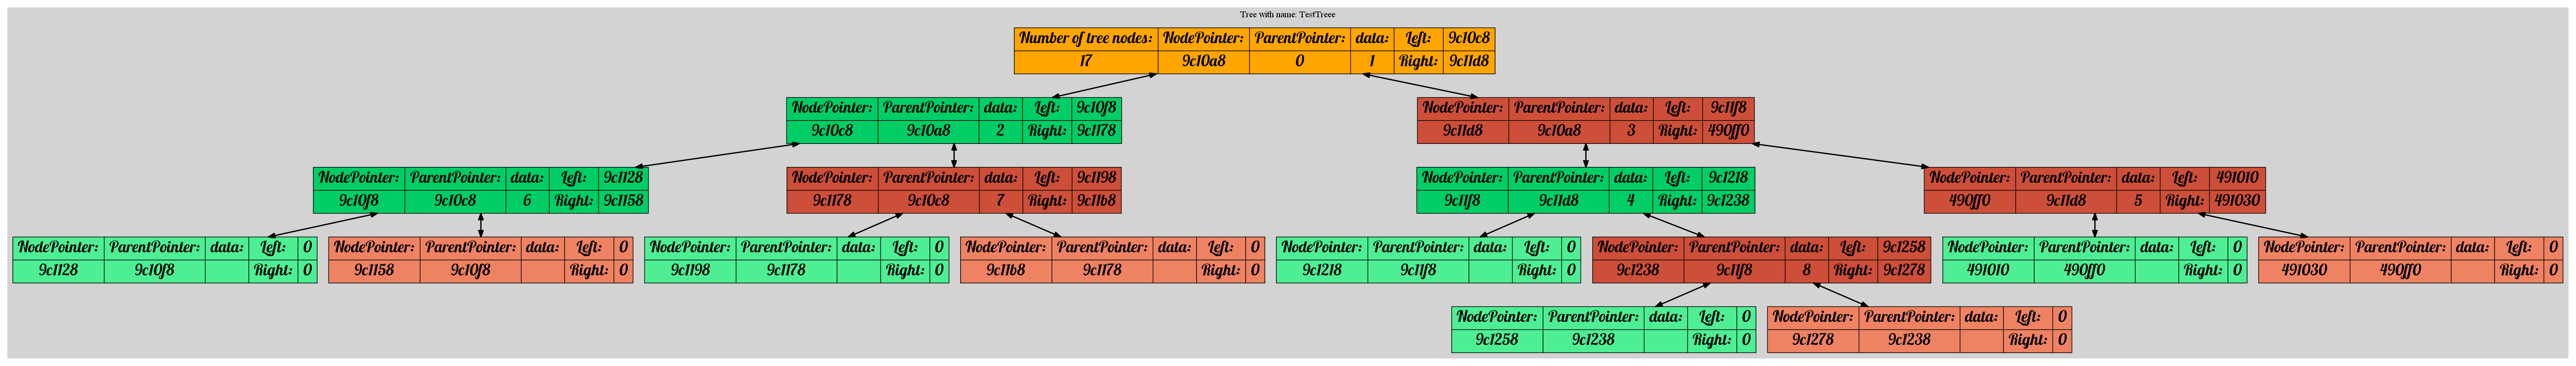 Tree with name: TestTreee
Number of tree nodes: NodePointer: ParentPointer: data: Left: 9c10c8
17 9c10a8 0 1 Right: 9c11d8
NodePointer: ParentPointer: data: Left: 9c10f8
9c10c8 9c10a8 2 Right: 9c1178
NodePointer: ParentPointer: data: Left: 9c11f8
9c11d8 9c10a8 3 Right: 490ff0
NodePointer: ParentPointer: data: Left: 9c1128
9c10f8 9c10c8 6 Right: 9c1158
NodePointer: ParentPointer: data: Left: 9c1198
9c1178 9c10c8 7 Right: 9c11b8
NodePointer: ParentPointer: data: Left: 9c1218
9c11f8 9c11d8 4 Right: 9c1238
NodePointer: ParentPointer: data: Left: 491010
490ff0 9c11d8 5 Right: 491030
NodePointer: ParentPointer: data: Left: 0
9c1128 9c10f8 Right: 0
NodePointer: ParentPointer: data: Left: 0
9c1158 9c10f8 Right: 0
NodePointer: ParentPointer: data: Left: 0
9c1198 9c1178 Right: 0
NodePointer: ParentPointer: data: Left: 0
9c11b8 9c1178 Right: 0
NodePointer: ParentPointer: data: Left: 0
9c1218 9c11f8 Right: 0
NodePointer: ParentPointer: data: Left: 9c1258
9c1238 9c11f8 8 Right: 9c1278
NodePointer: ParentPointer: data: Left: 0
491010 490ff0 Right: 0
NodePointer: ParentPointer: data: Left: 0
491030 490ff0 Right: 0
NodePointer: ParentPointer: data: Left: 0
9c1258 9c1238 Right: 0
NodePointer: ParentPointer: data: Left: 0
9c1278 9c1238 Right: 0